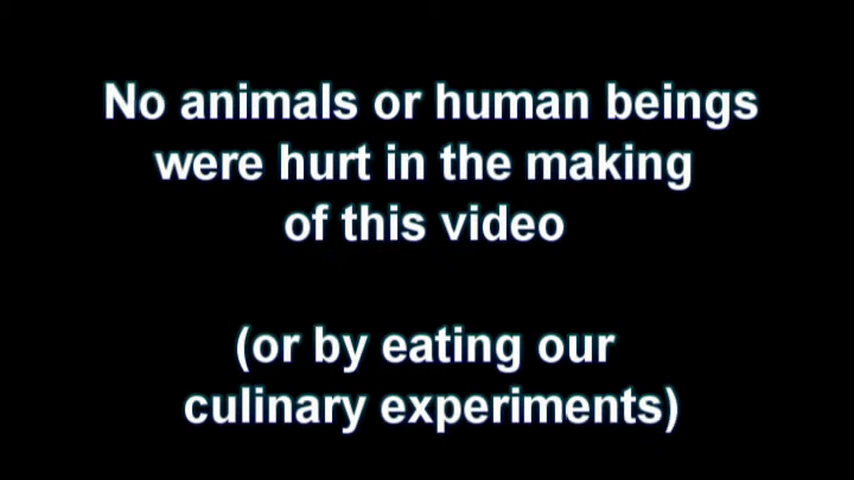 No animals or human beings
were hurt in the making
of this video
(or by eating our
culinary experiments)